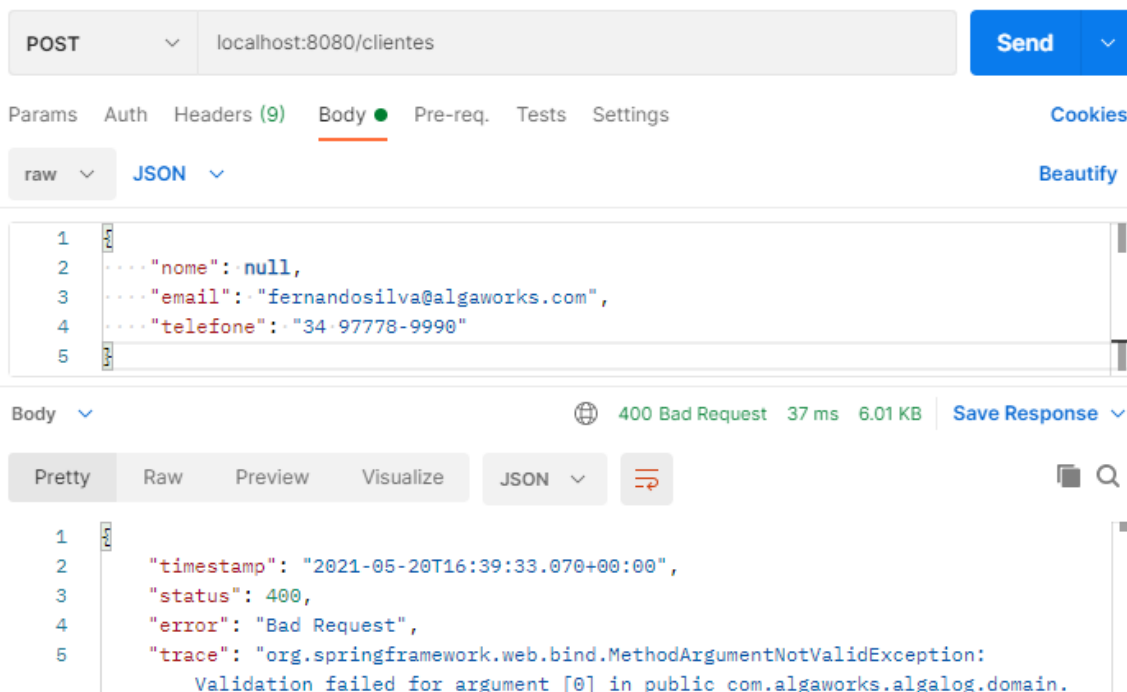 POST localhost:8080/clientes Send
Params Auth Headers (9) Body Pre-req. Tests Settings Cookies
raw JSON Beautify
1 {
2 "nome": null,
3 "email": "fernandosilva@algaworks.com",
4 "telefone": "34 97778-9990"
5 }
Body 400 Bad Request 37 ms 6.01 KB Save Response
Pretty Raw Preview Visualize JSON
1 {
2 "timestamp": "2021-05-20T16:39:33.070+00:00",
3 "status": 400,
4 "error": "Bad Request",
5 "trace": "org.springframework.web.bind.MethodArgumentNotValidException:
Validation failed for argument [0] in public com.algaworks.algalog.domain.